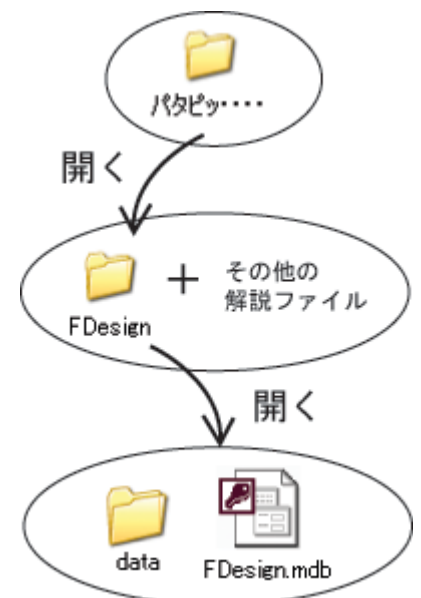 パタピッ････
開く
FDesign
＋
その他の
解説ファイル
開く
data
FDesign.mdb